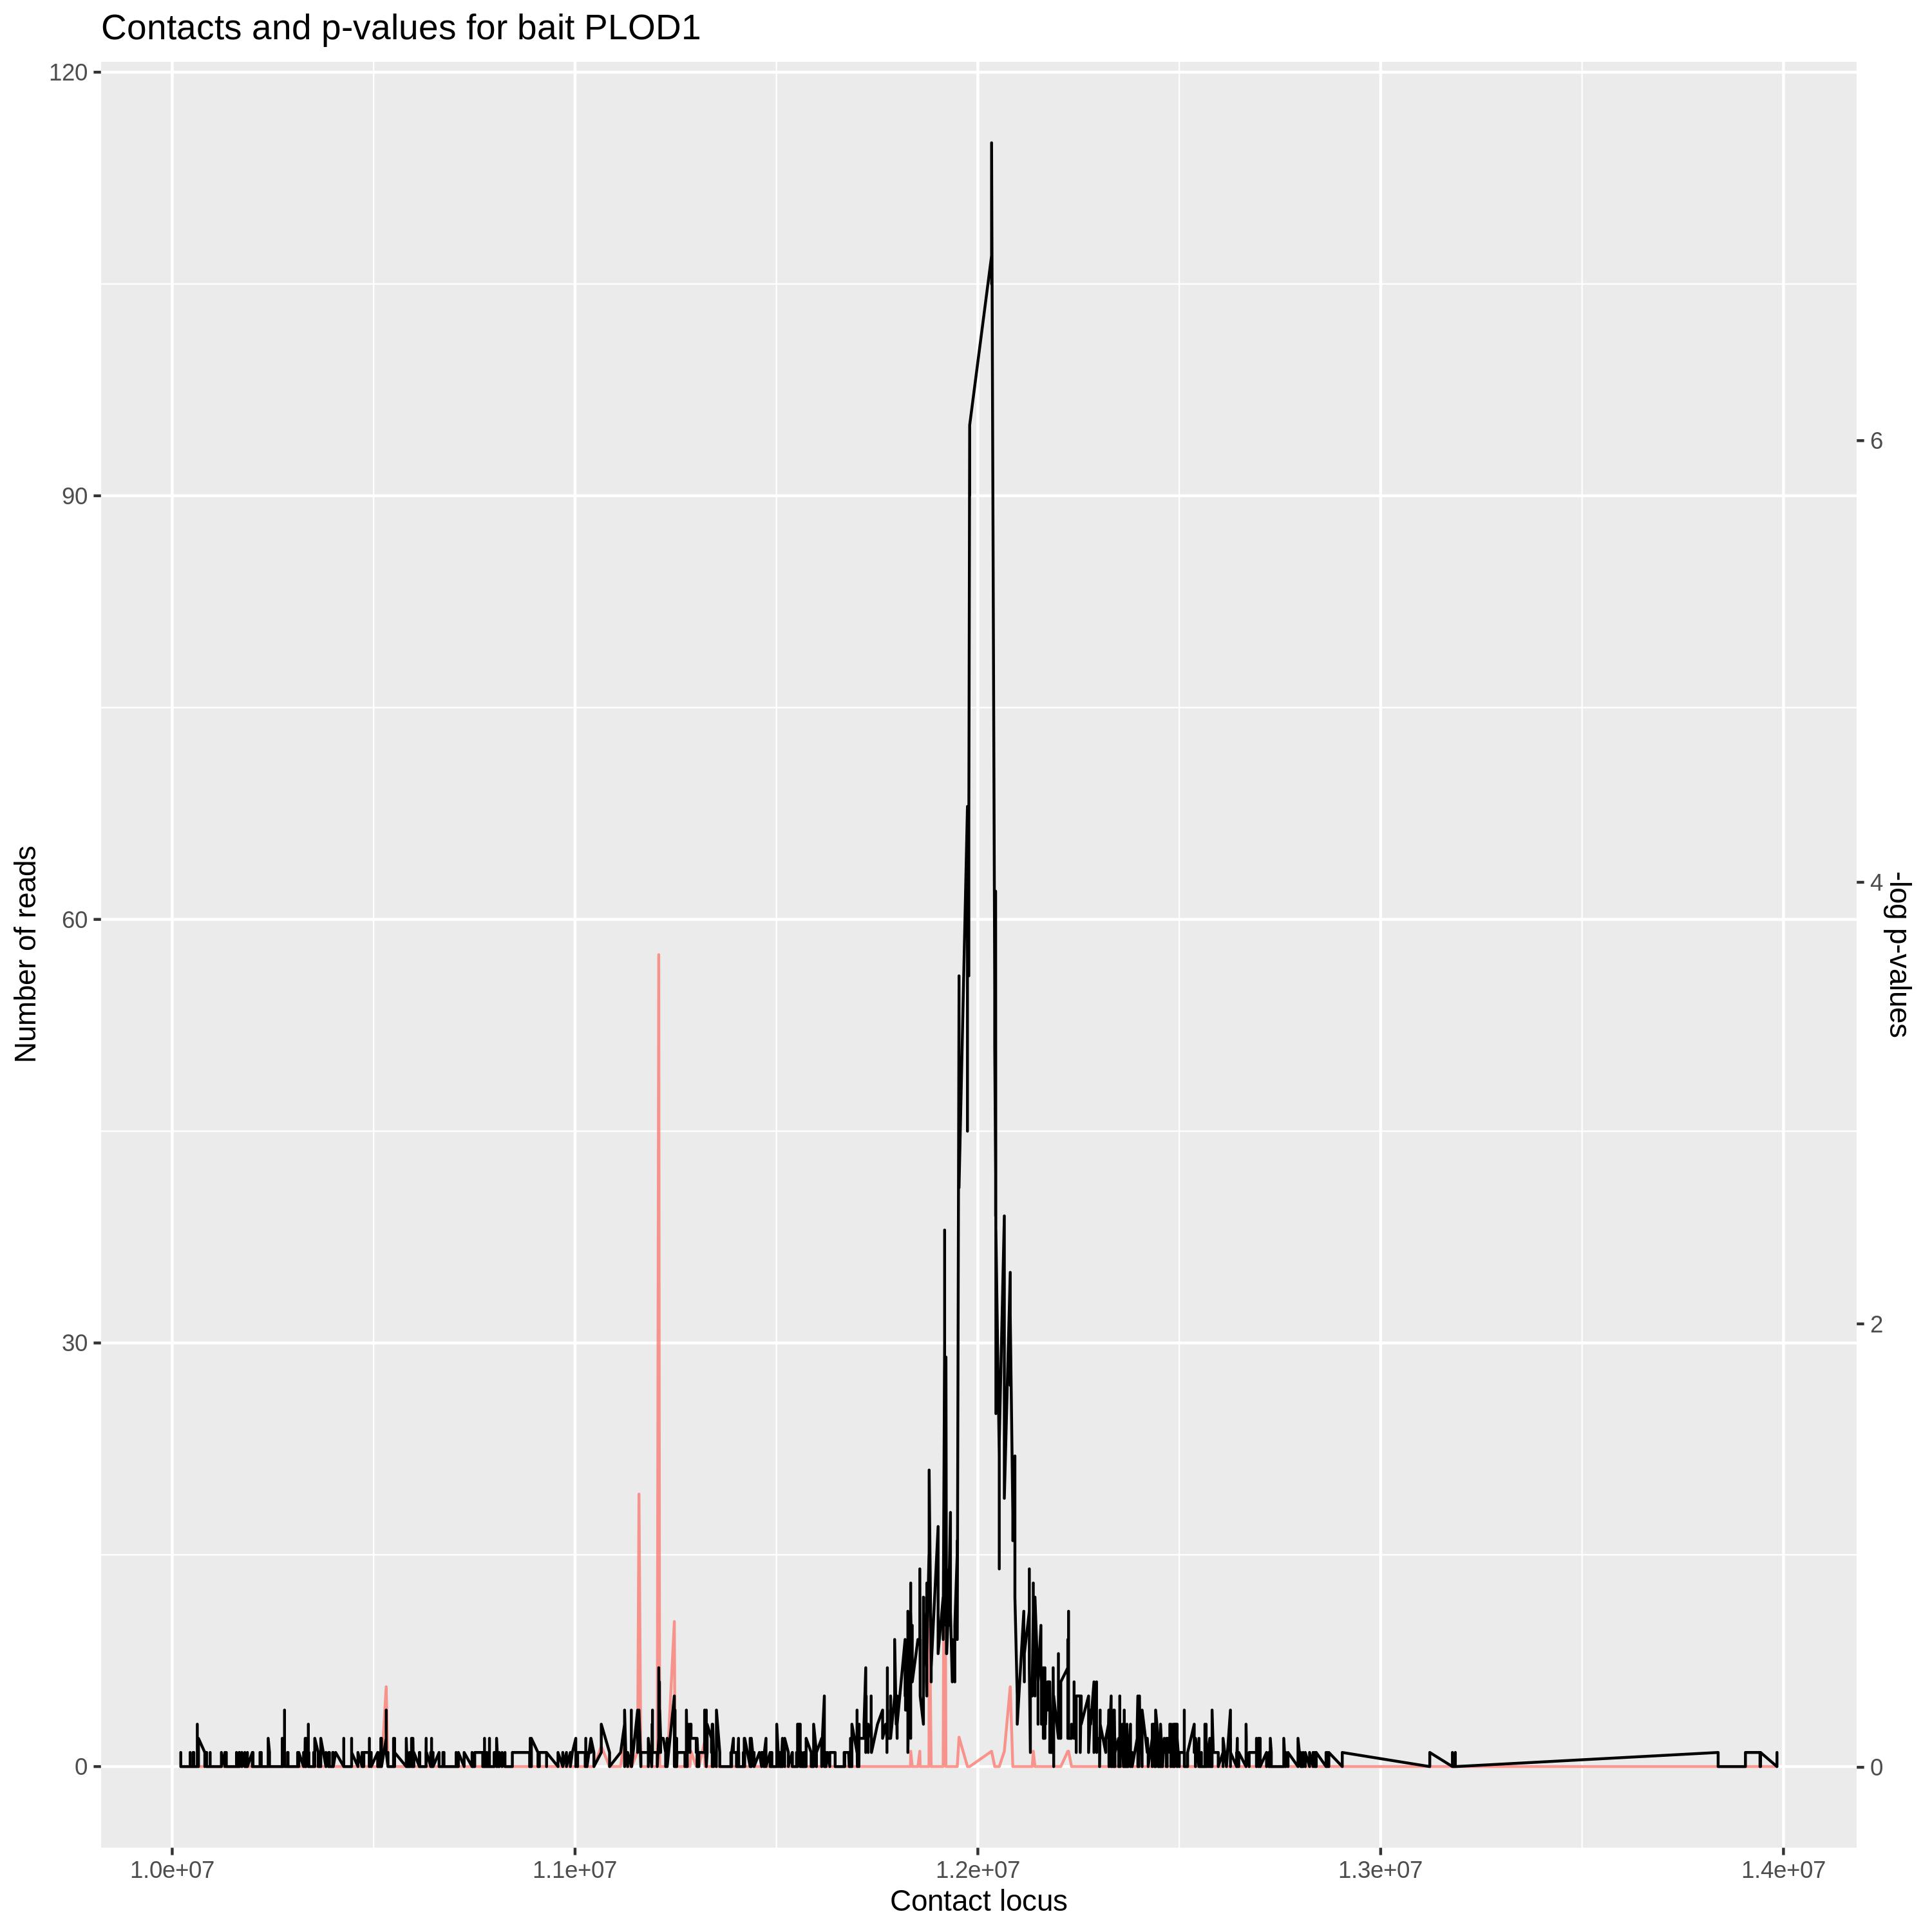 Contacts and p-values for bait PLOD1
120
90
60
30
0
Number of reads
6
4
2
0
-log p-values
1.0e+07
1.1e+07
1.2e+07
1.3e+07
1.4e+07
Contact locus